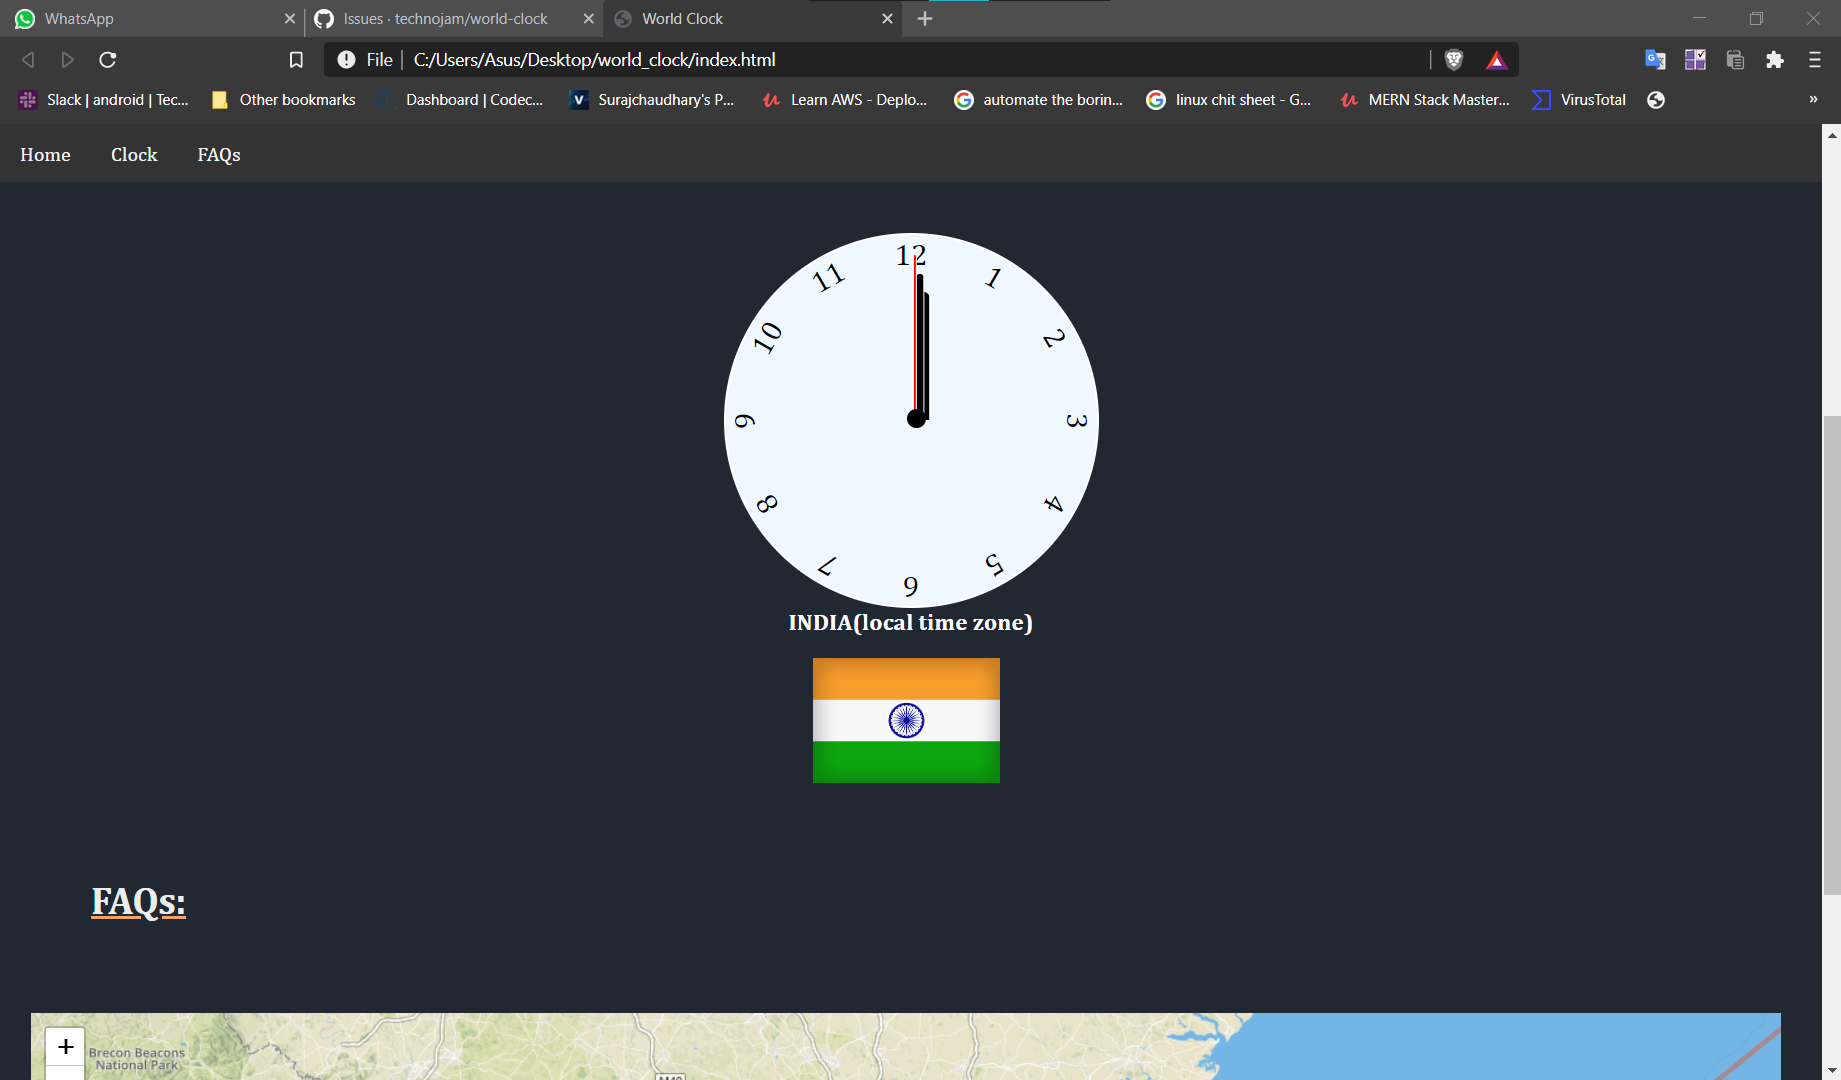 WhatsApp
Issues · technojam/world-clock
World Clock
File
C:/Users/Asus/Desktop/world_clock/index.html
Slack | android | Tec...
Other bookmarks
Dashboard | Codec...
Surajchaudhary's P...
Learn AWS - Deplo...
automate the borin...
linux chit sheet - G...
MERN Stack Master...
VirusTotal
»
Home
Clock
FAQs
12
11
1
10
2
9
3
8
4
7
5
6
INDIA(local time zone)
FAQs:
+
Brecon Beacons
National Park